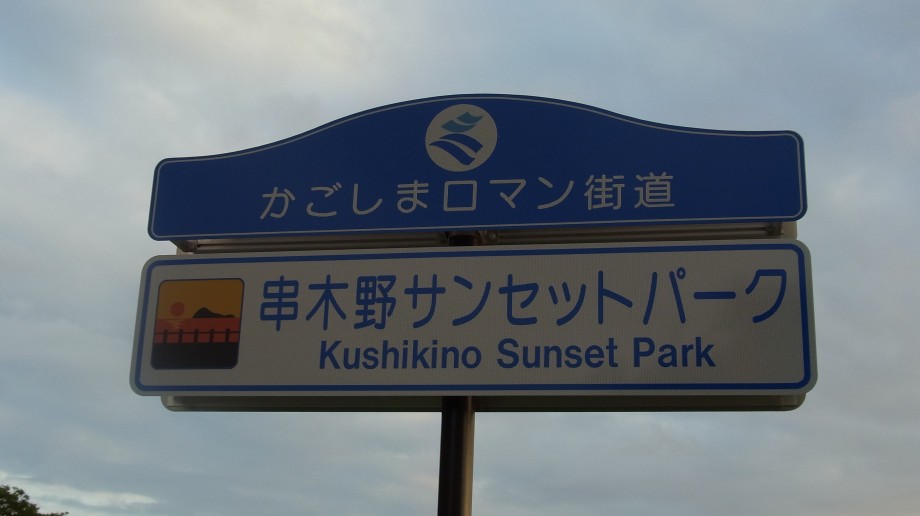 かごしまロマン街道
串木野サンセットパーク
Kushikino Sunset Park